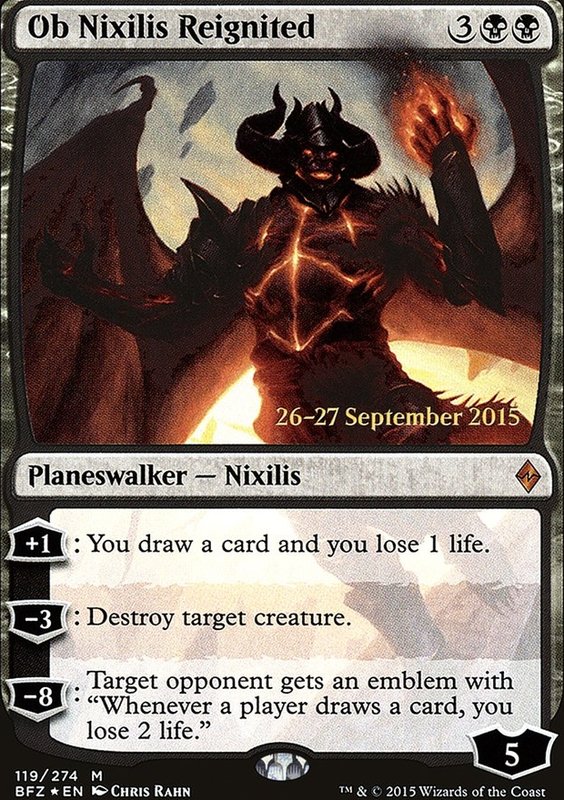 Ob Nixilis Reignited 3
26–27 September 2015
Planeswalker — Nixilis
+1 : You draw a card and you lose 1 life.
−3 : Destroy target creature.
−8 : Target opponent gets an emblem with
“Whenever a player draws a card, you
lose 2 life.”
5
119/274 M
BFZ ★ EN Chris Rahn
™ & © 2015 Wizards of the Coast